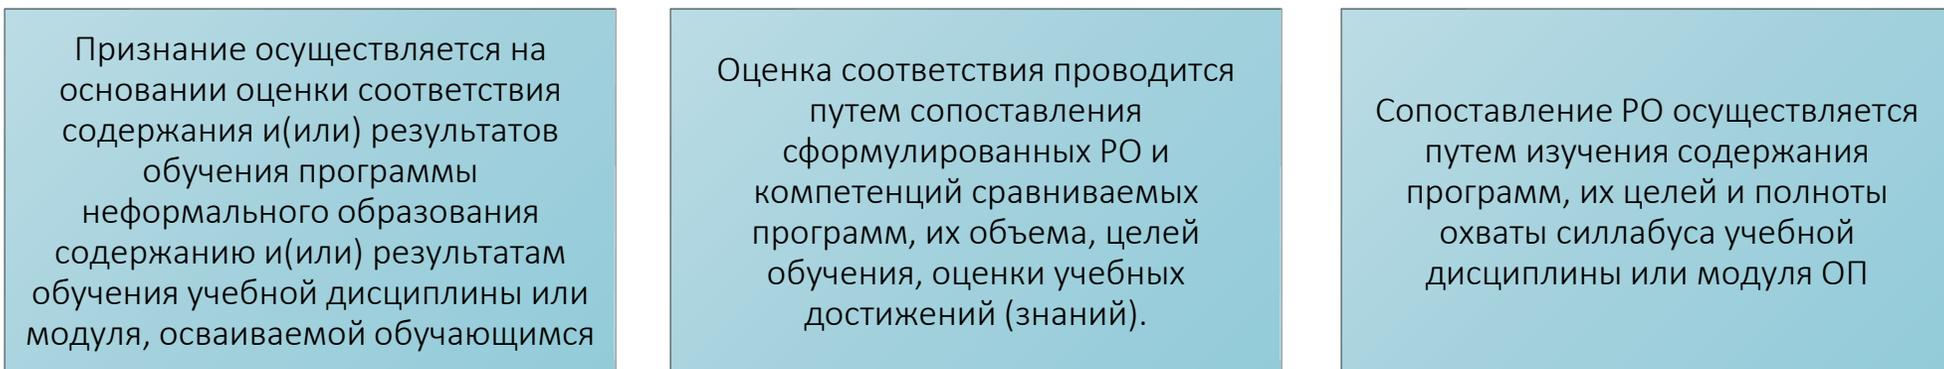 Признание осуществляется на
основании оценки соответствия
содержания и(или) результатов
обучения программы
неформального образования
содержанию и(или) результатам
обучения учебной дисциплины или
модуля, осваиваемой обучающимся
Оценка соответствия проводится
путем сопоставления
сформулированных РО и
компетенций сравниваемых
программ, их объема, целей
обучения, оценки учебных
достижений (знаний).
Сопоставление РО осуществляется
путем изучения содержания
программ, их целей и полноты
охваты силлабуса учебной
дисциплины или модуля ОП